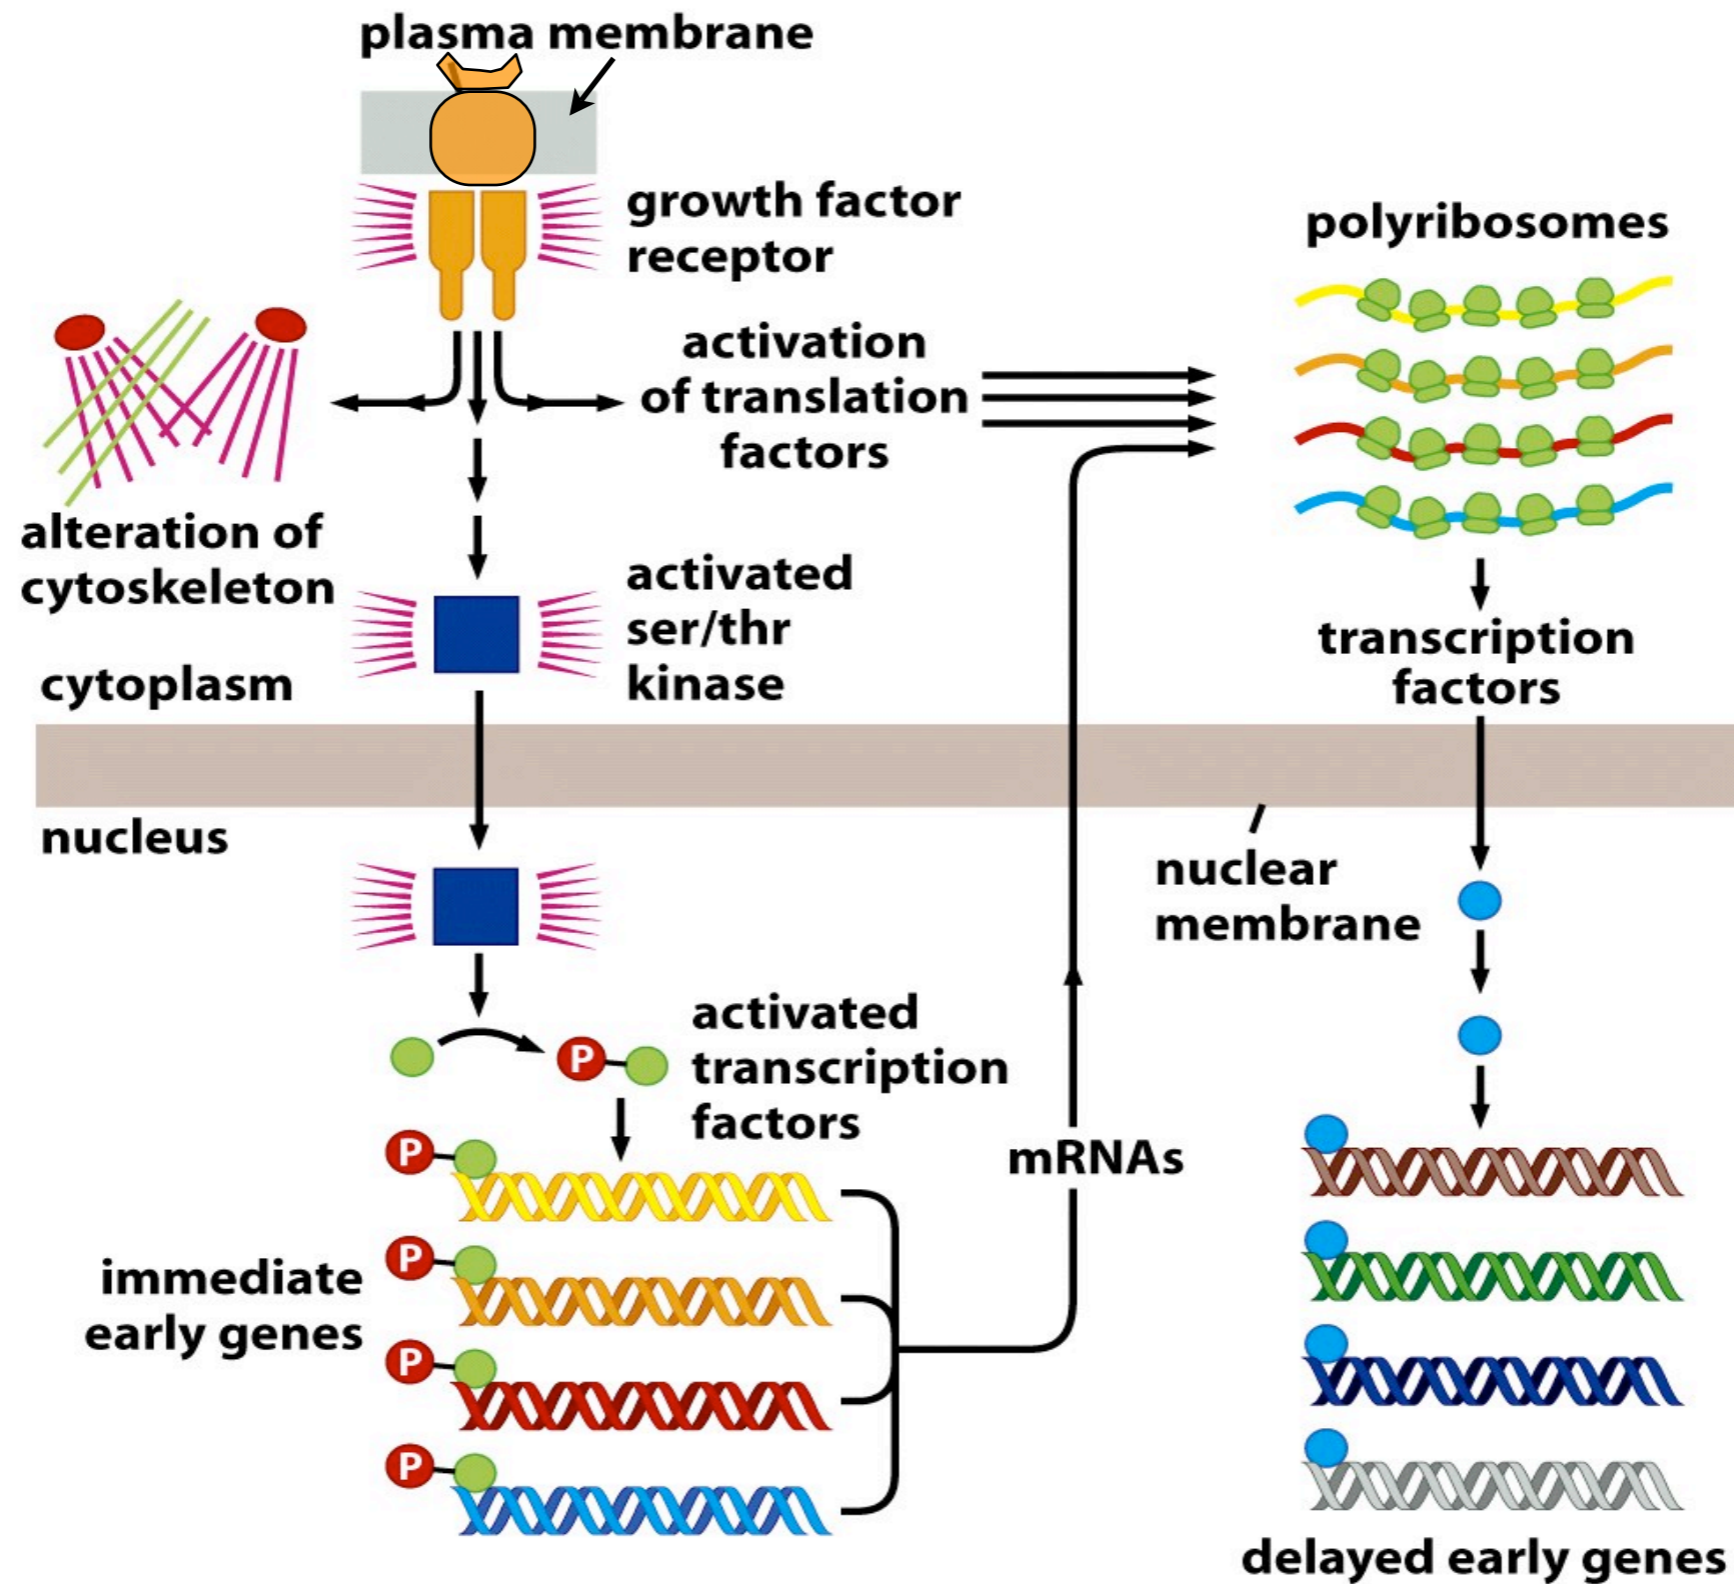 plasma membrane
growth factor
receptor
polyribosomes
activation
of translation
factors
alteration of
cytoskeleton
activated
ser/thr
kinase
transcription
factors
cytoplasm
nucleus
nuclear
membrane
activated
transcription
factors
P
mRNAs
P
P
immediate
early genes
P
P
delayed early genes